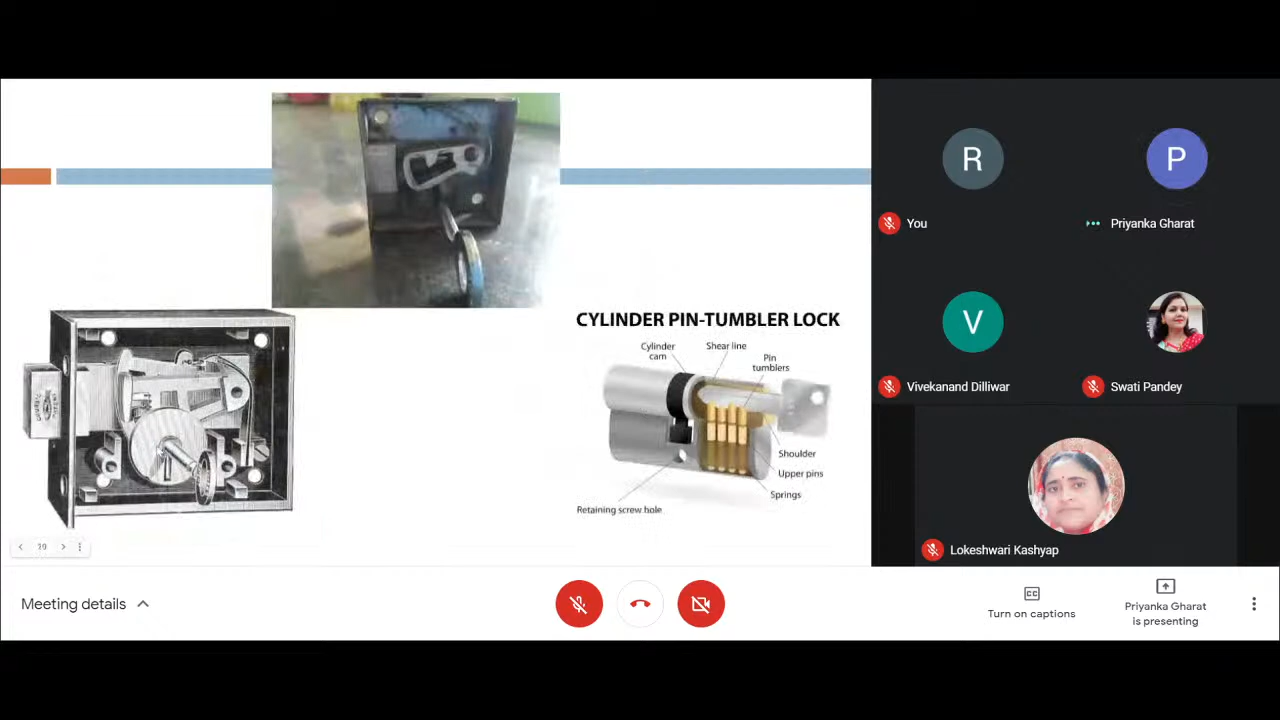 CYLINDER PIN-TUMBLER LOCK
Cylinder
cam
Shear line
Pin
tumblers
Shoulder
Upper pins
Springs
Retaining screw hole
R
You
P
Priyanka Gharat
V
Vivekanand Dilliwar
Swati Pandey
Lokeshwari Kashyap
Meeting details
CC
Turn on captions
Priyanka Gharat
is presenting